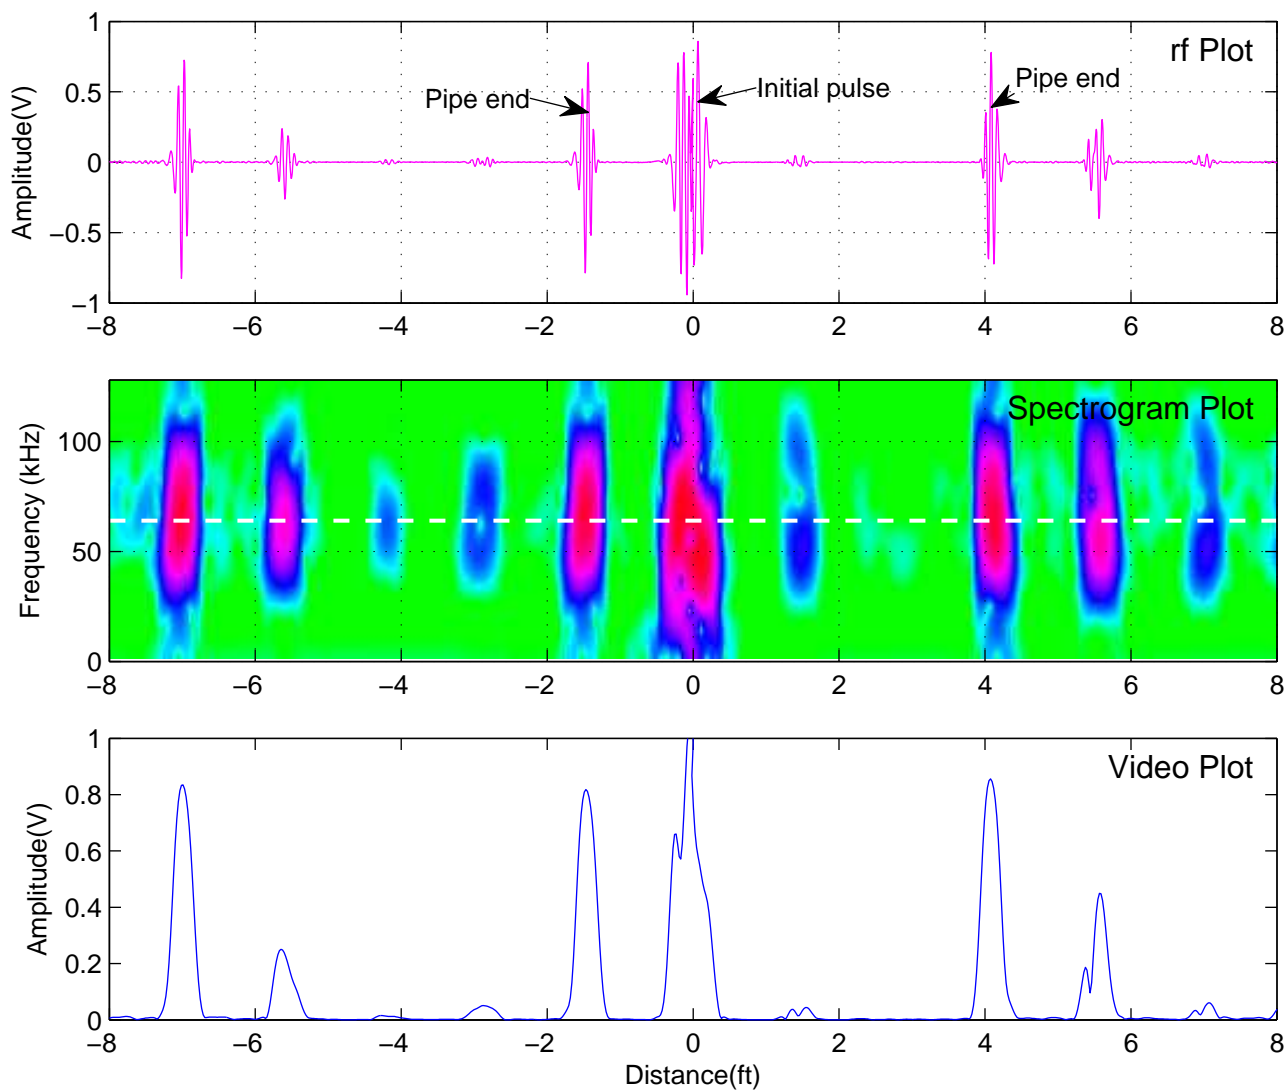 rf Plot
1
0.5
0
−0.5
−1
Amplitude(V)
Pipe end
Initial pulse
Pipe end
−8 −6 −4 −2 0 2 4 6 8
Spectrogram Plot
100
50
0
Frequency (kHz)
−8 −6 −4 −2 0 2 4 6 8
Video Plot
1
0.8
0.6
0.4
0.2
0
Amplitude(V)
−8 −6 −4 −2 0 2 4 6 8
Distance(ft)